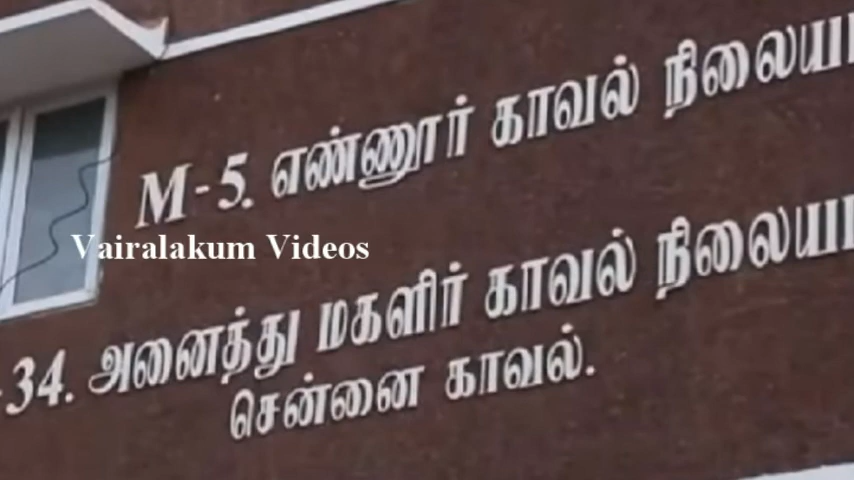 M-5. எண்ணூர் காவல் நிலைய
Vairalakum Videos
-34. அனைத்து மகளிர் காவல் நிலைய
சென்னை காவல்.